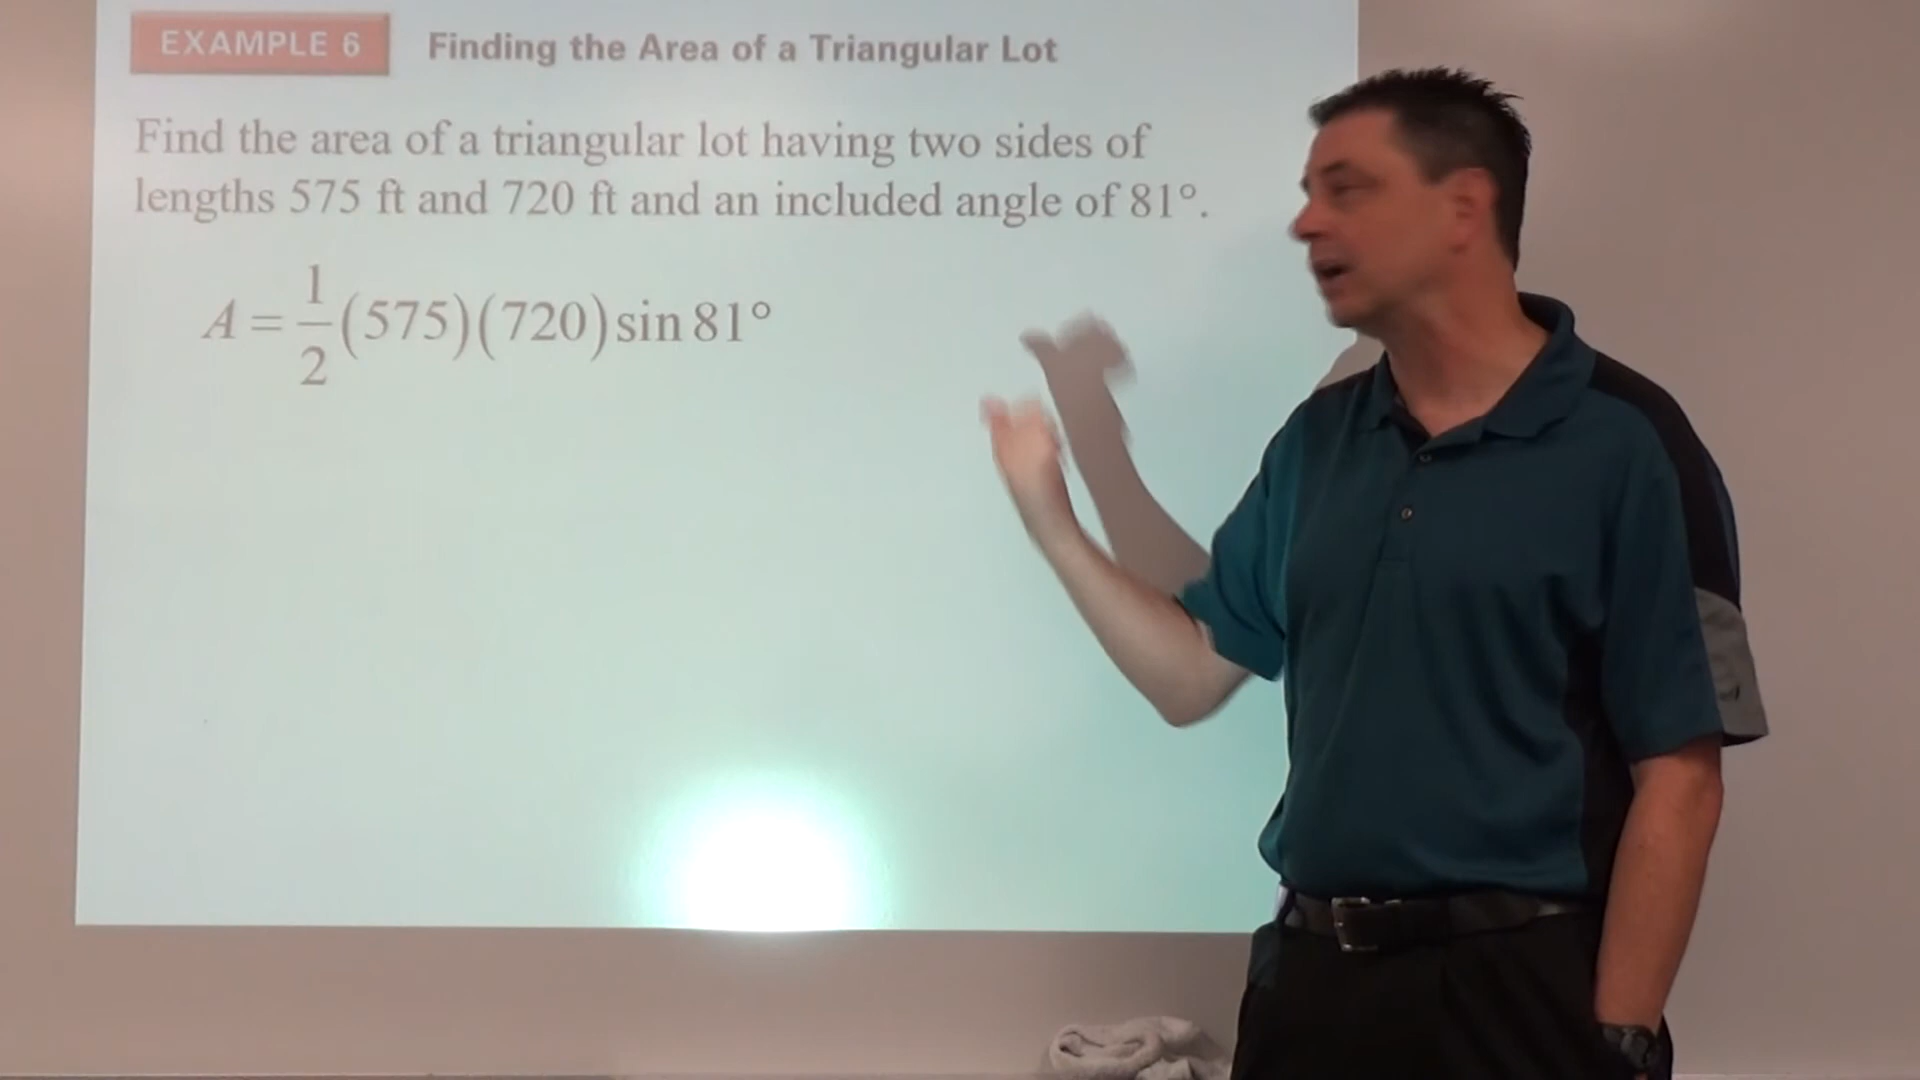 EXAMPLE 6 Finding the Area of a Triangular Lot
Find the area of a triangular lot having two sides of
lengths 575 ft and 720 ft and an included angle of 81°.
A = 1/2 (575)(720) sin 81°